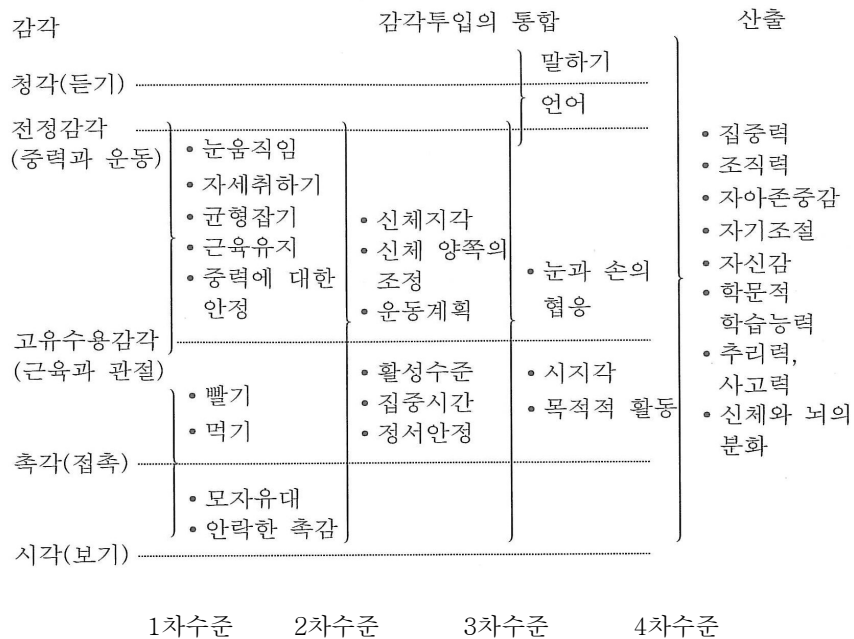 감각 감각투입의 통합 산출
말하기
청각(듣기)
언어
전정감각
(중력과 운동)
• 눈움직임
• 자세취하기
• 균형잡기
• 근육유지
• 중력에 대한
안정
• 신체지각
• 신체 양쪽의
조정
• 운동계획
• 눈과 손의
협응
• 집중력
• 조직력
• 자아존중감
• 자기조절
• 자신감
• 학문적
학습능력
• 추리력,
사고력
• 신체와 뇌의
분화
고유수용감각
(근육과 관절)
• 빨기
• 먹기
• 활성수준
• 집중시간
• 정서안정
• 시지각
• 목적적 활동
촉각(접촉)
• 모자유대
• 안락한 촉감
시각(보기)
1차수준 2차수준 3차수준 4차수준